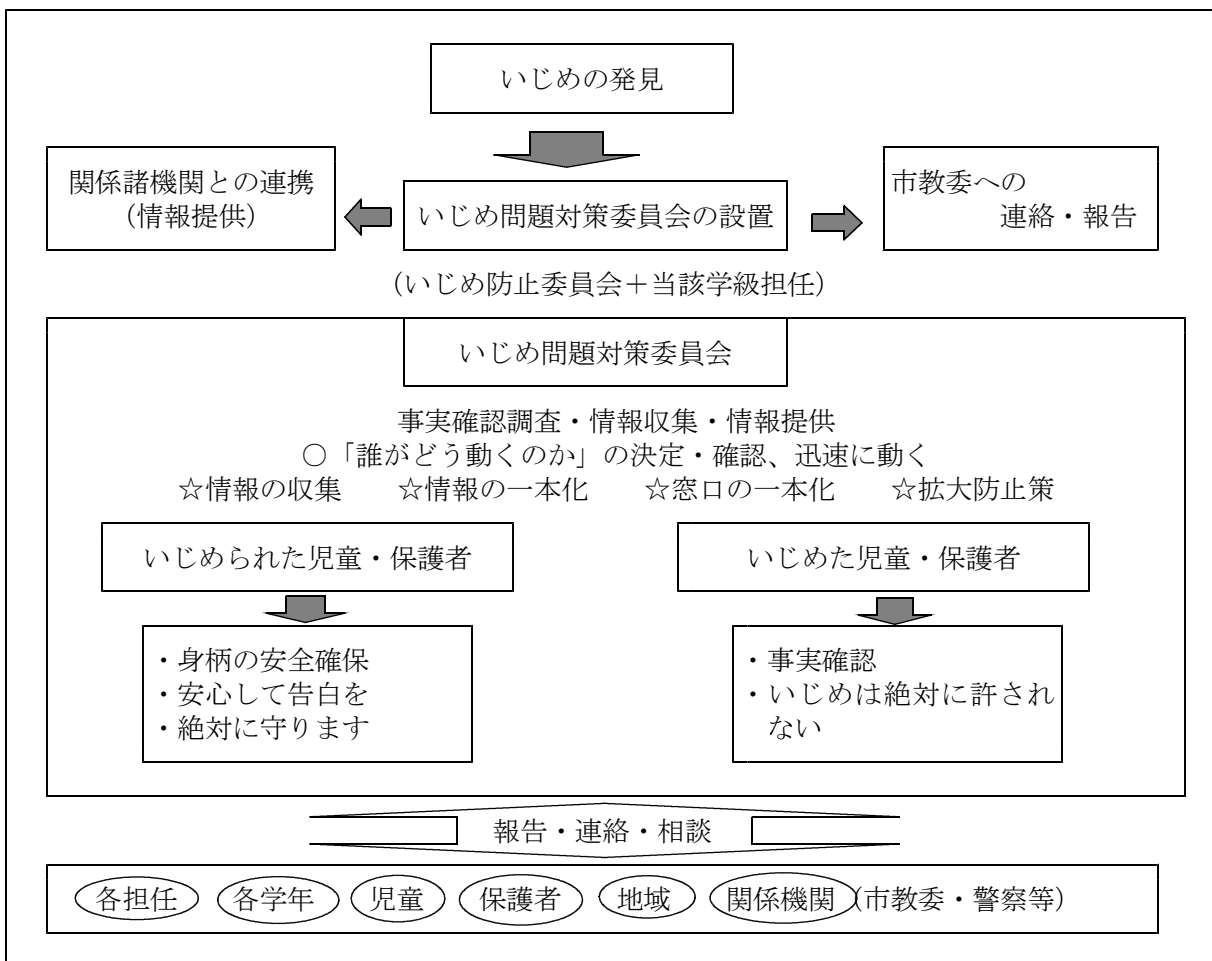 いじめの発見
関係諸機関との連携
（情報提供）
いじめ問題対策委員会の設置
市教委への
連絡・報告
（いじめ防止委員会＋当該学級担任）
いじめ問題対策委員会
事実確認調査・情報収集・情報提供
○「誰がどう動くのか」の決定・確認、迅速に動く
☆情報の収集　☆情報の一本化　☆窓口の一本化　☆拡大防止策
いじめられた児童・保護者
・身柄の安全確保
・安心して告白を
・絶対に守ります
いじめた児童・保護者
・事実確認
・いじめは絶対に許され
ない
報告・連絡・相談
各担任　各学年　児童　保護者　地域　関係機関（市教委・警察等）